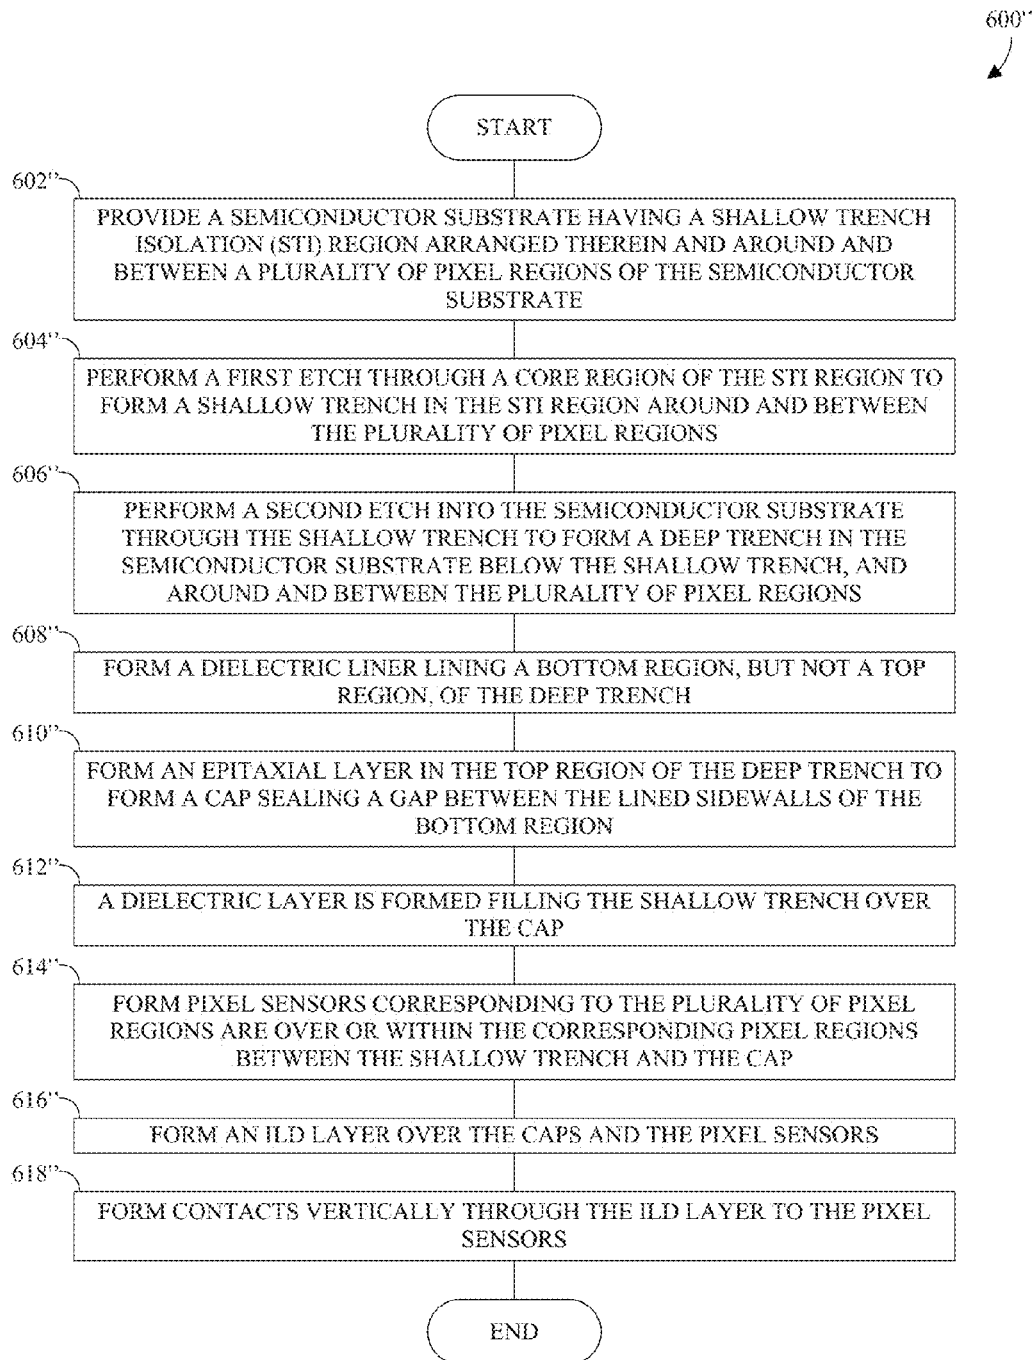 600''
START
602''
PROVIDE A SEMICONDUCTOR SUBSTRATE HAVING A SHALLOW TRENCH
ISOLATION (STI) REGION ARRANGED THEREIN AND AROUND AND
BETWEEN A PLURALITY OF PIXEL REGIONS OF THE SEMICONDUCTOR
SUBSTRATE
604''
PERFORM A FIRST ETCH THROUGH A CORE REGION OF THE STI REGION TO
FORM A SHALLOW TRENCH IN THE STI REGION AROUND AND BETWEEN
THE PLURALITY OF PIXEL REGIONS
606''
PERFORM A SECOND ETCH INTO THE SEMICONDUCTOR SUBSTRATE
THROUGH THE SHALLOW TRENCH TO FORM A DEEP TRENCH IN THE
SEMICONDUCTOR SUBSTRATE BELOW THE SHALLOW TRENCH, AND
AROUND AND BETWEEN THE PLURALITY OF PIXEL REGIONS
608''
FORM A DIELECTRIC LINER LINING A BOTTOM REGION, BUT NOT A TOP
REGION, OF THE DEEP TRENCH
610''
FORM AN EPITAXIAL LAYER IN THE TOP REGION OF THE DEEP TRENCH TO
FORM A CAP SEALING A GAP BETWEEN THE LINED SIDEWALLS OF THE
BOTTOM REGION
612''
A DIELECTRIC LAYER IS FORMED FILLING THE SHALLOW TRENCH OVER
THE CAP
614''
FORM PIXEL SENSORS CORRESPONDING TO THE PLURALITY OF PIXEL
REGIONS ARE OVER OR WITHIN THE CORRESPONDING PIXEL REGIONS
BETWEEN THE SHALLOW TRENCH AND THE CAP
616''
FORM AN ILD LAYER OVER THE CAPS AND THE PIXEL SENSORS
618''
FORM CONTACTS VERTICALLY THROUGH THE ILD LAYER TO THE PIXEL
SENSORS
END